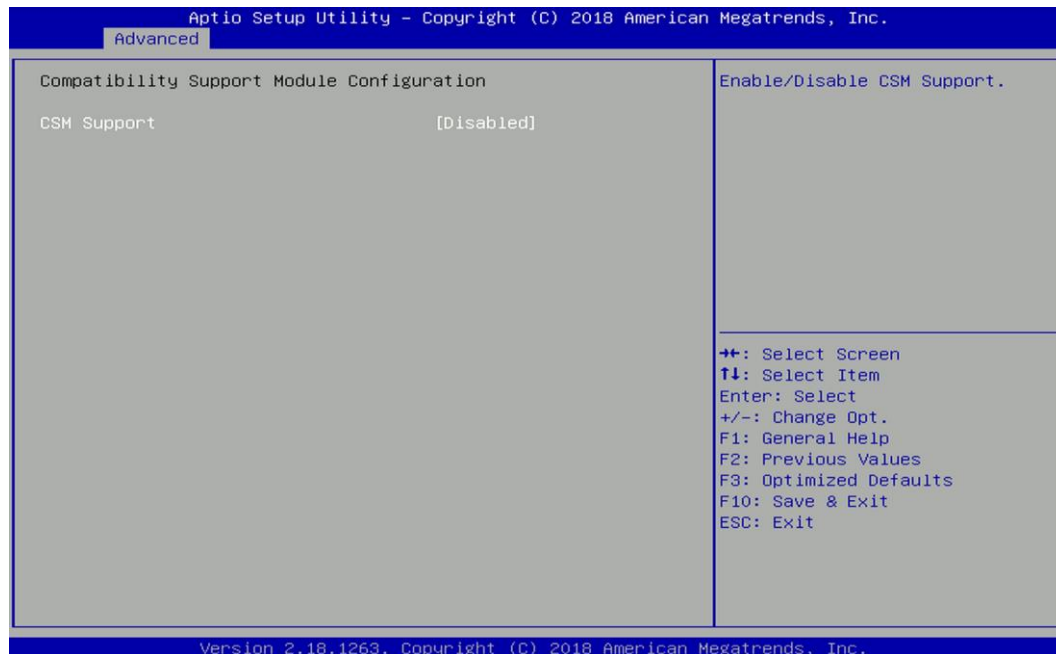 Aptio Setup Utility – Copyright (C) 2018 American Megatrends, Inc.
Advanced
Compatibility Support Module Configuration
CSM Support [Disabled]
Enable/Disable CSM Support.
→←: Select Screen
↑↓: Select Item
Enter: Select
+/-: Change Opt.
F1: General Help
F2: Previous Values
F3: Optimized Defaults
F10: Save & Exit
ESC: Exit
Version 2.18.1263. Copyright (C) 2018 American Megatrends, Inc.